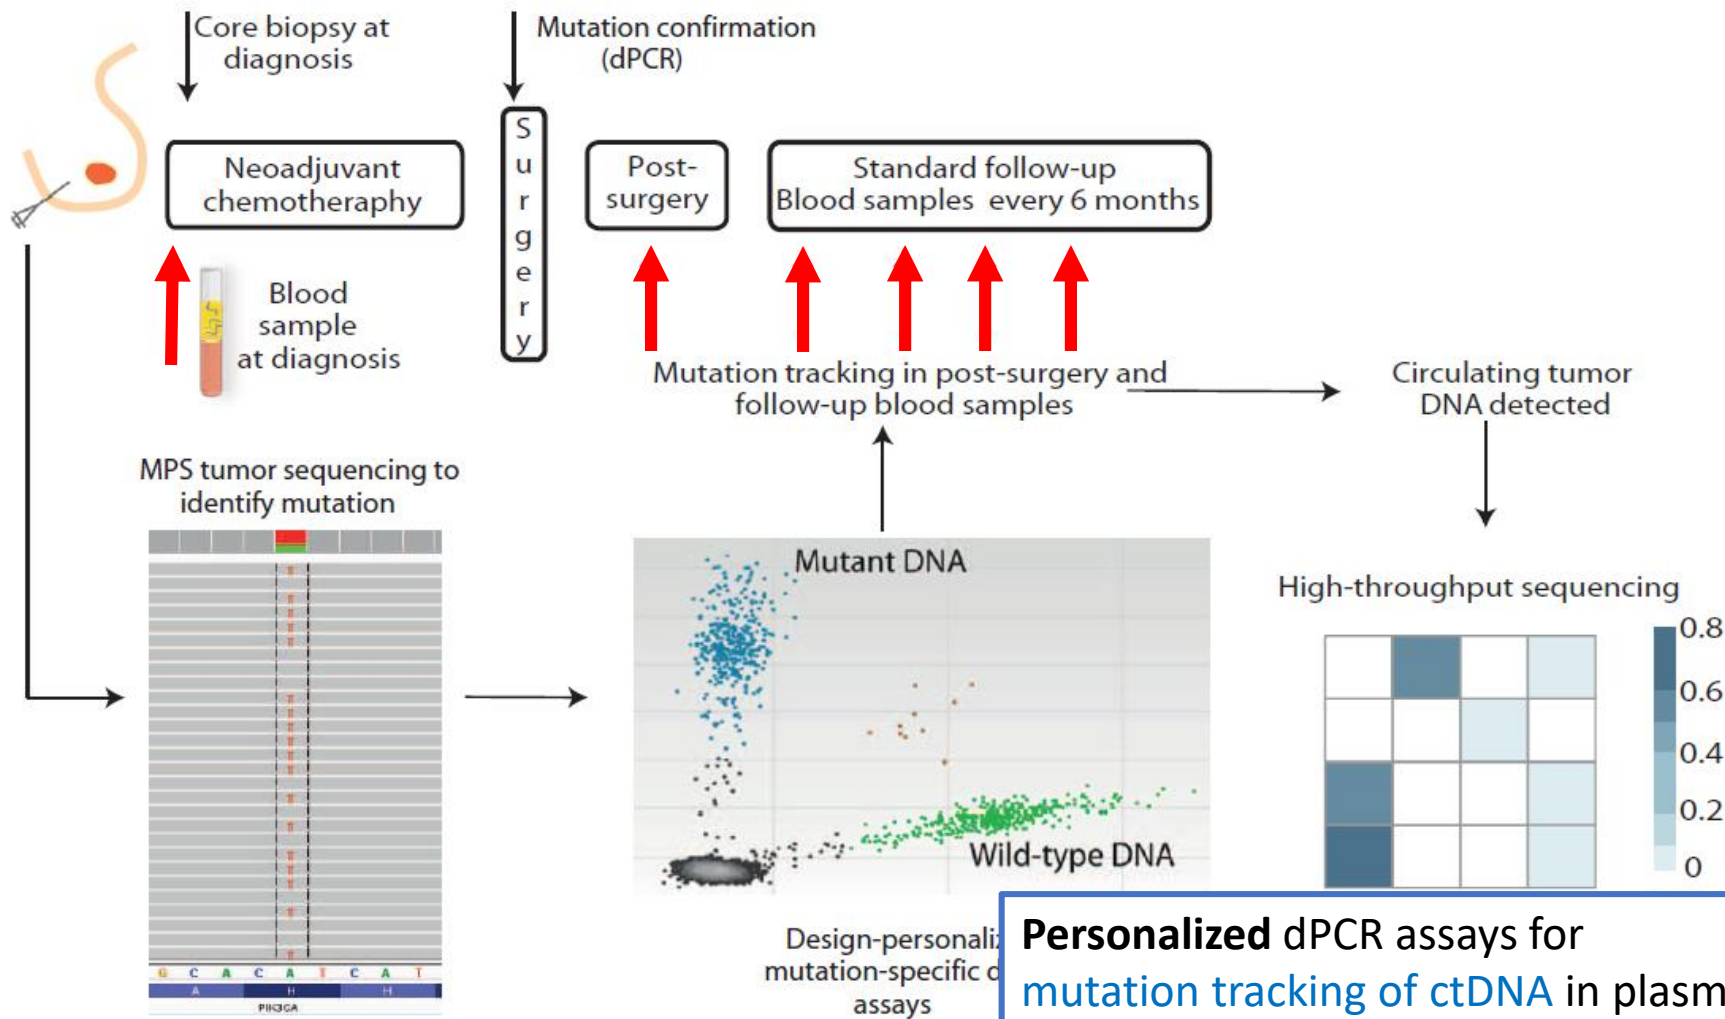 Core biopsy at
diagnosis
Mutation confirmation
(dPCR)
Neoadjuvant
chemotheraphy
Surgery
Post-
surgery
Standard follow-up
Blood samples every 6 months
Blood
sample
at diagnosis
Mutation tracking in post-surgery and
follow-up blood samples
Circulating tumor
DNA detected
MPS tumor sequencing to
identify mutation
Mutant DNA
Wild-type DNA
High-throughput sequencing
0.8
0.6
0.4
0.2
0
G C A C A T C A T
A H H
PIK3CA
Design-personaliz
mutation-specific d
assays
Personalized dPCR assays for
mutation tracking of ctDNA in plasm